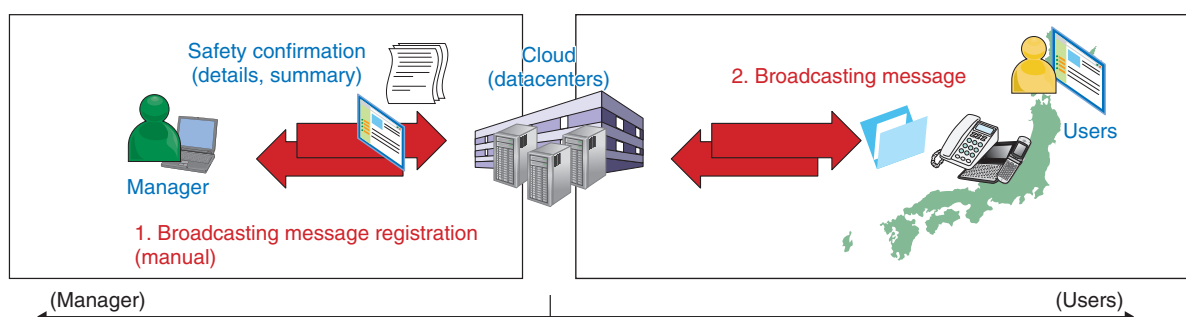 Safety confirmation
(details, summary)
Cloud
(datacenters)
2. Broadcasting message
Users
Manager
1. Broadcasting message registration
(manual)
(Manager)
(Users)